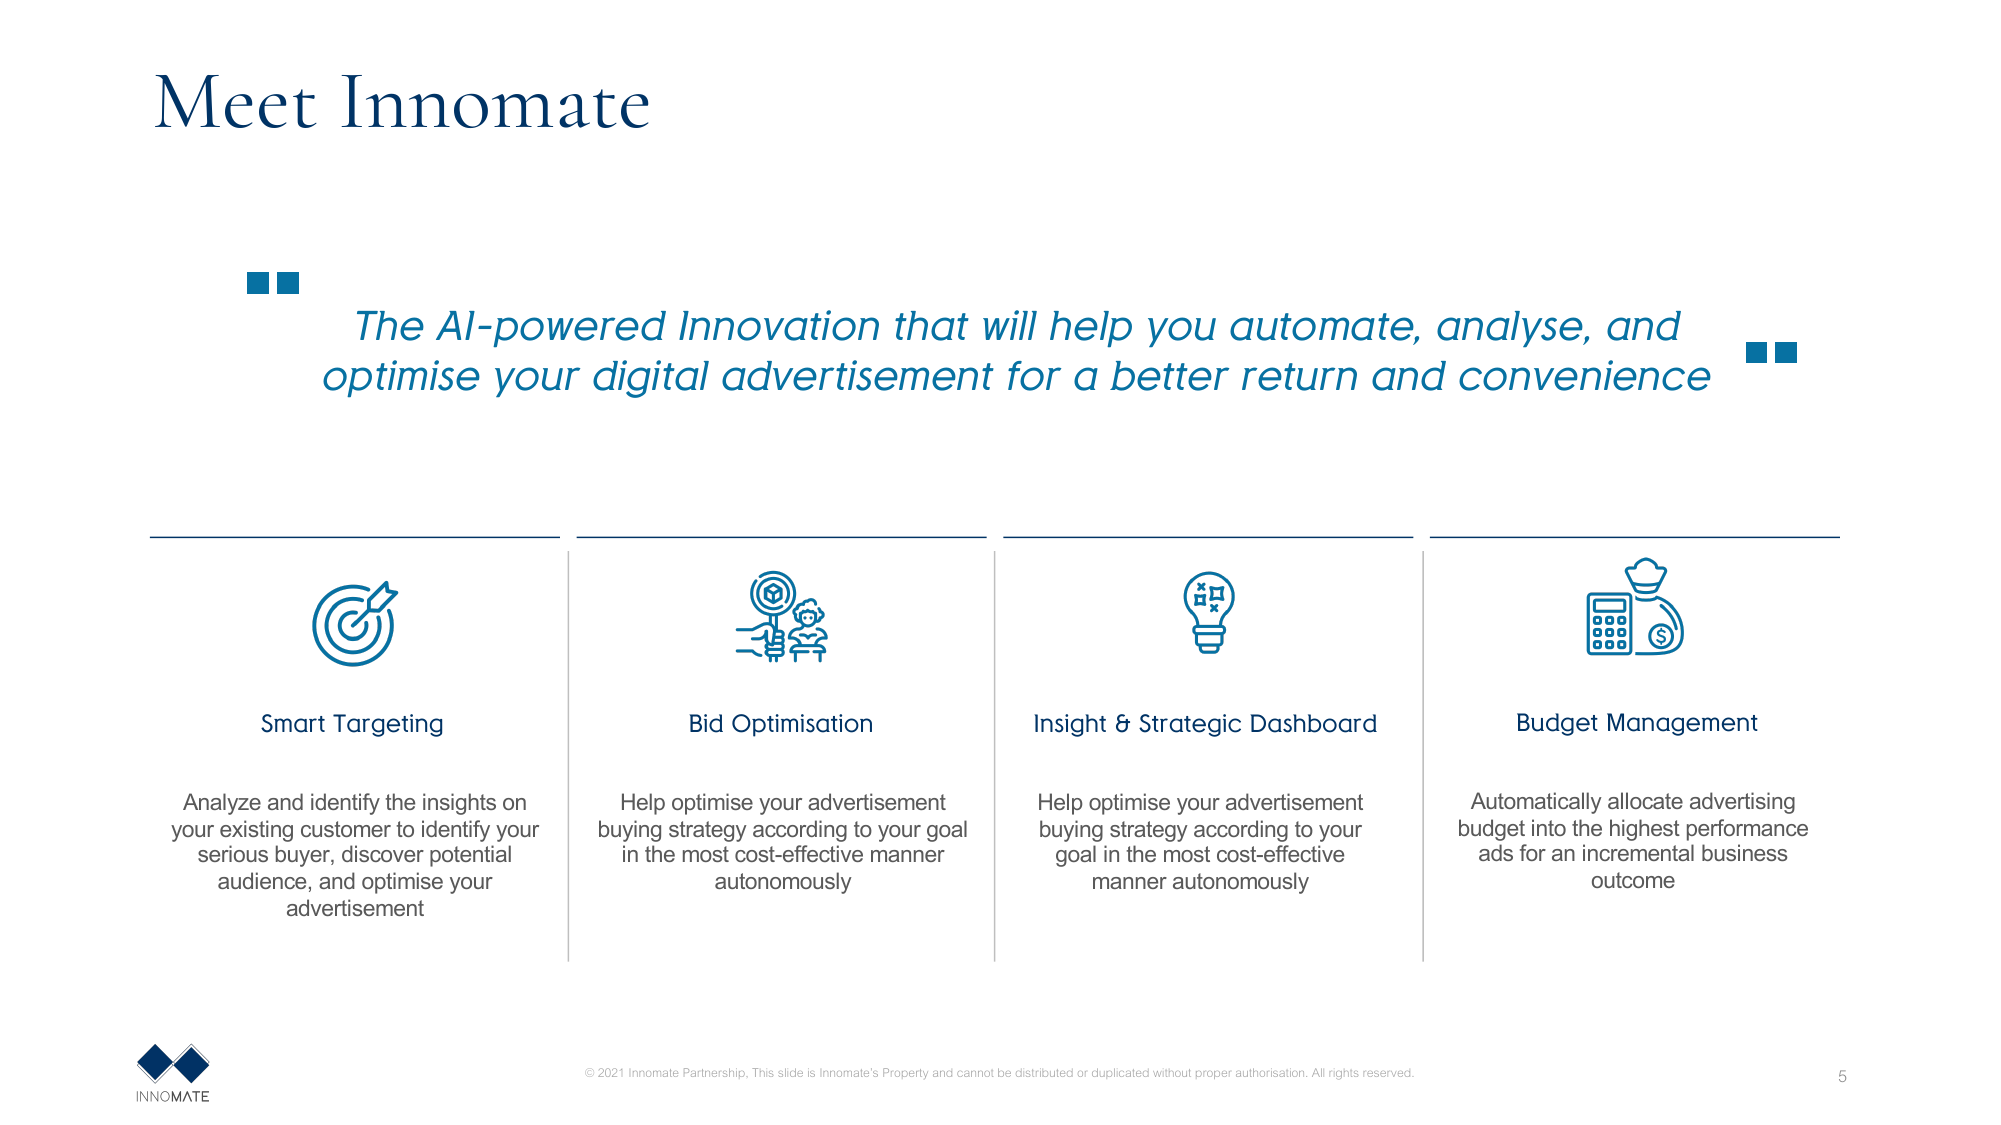 Meet Innomate
The AI-powered Innovation that will help you automate, analyse, and
optimise your digital advertisement for a better return and convenience
Smart Targeting
Analyze and identify the insights on
your existing customer to identify your
serious buyer, discover potential
audience, and optimise your
advertisement
Bid Optimisation
Help optimise your advertisement
buying strategy according to your goal
in the most cost-effective manner
autonomously
Insight & Strategic Dashboard
Help optimise your advertisement
buying strategy according to your
goal in the most cost-effective
manner autonomously
Budget Management
Automatically allocate advertising
budget into the highest performance
ads for an incremental business
outcome
INNOMATE
© 2021 Innomate Partnership, This slide is Innomate's Property and cannot be distributed or duplicated without proper authorisation. All rights reserved.
5